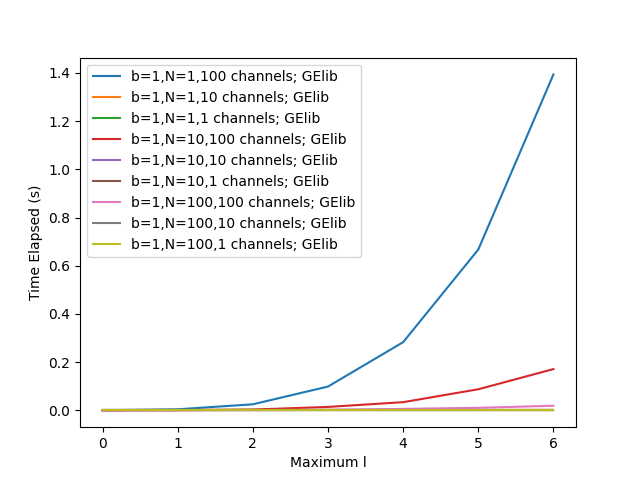 b=1,N=1,100 channels; GElib
b=1,N=1,10 channels; GElib
b=1,N=1,1 channels; GElib
b=1,N=10,100 channels; GElib
b=1,N=10,10 channels; GElib
b=1,N=10,1 channels; GElib
b=1,N=100,100 channels; GElib
b=1,N=100,10 channels; GElib
b=1,N=100,1 channels; GElib
Time Elapsed (s)
1.4
1.2
1.0
0.8
0.6
0.4
0.2
0.0
0 1 2 3 4 5 6
Maximum l